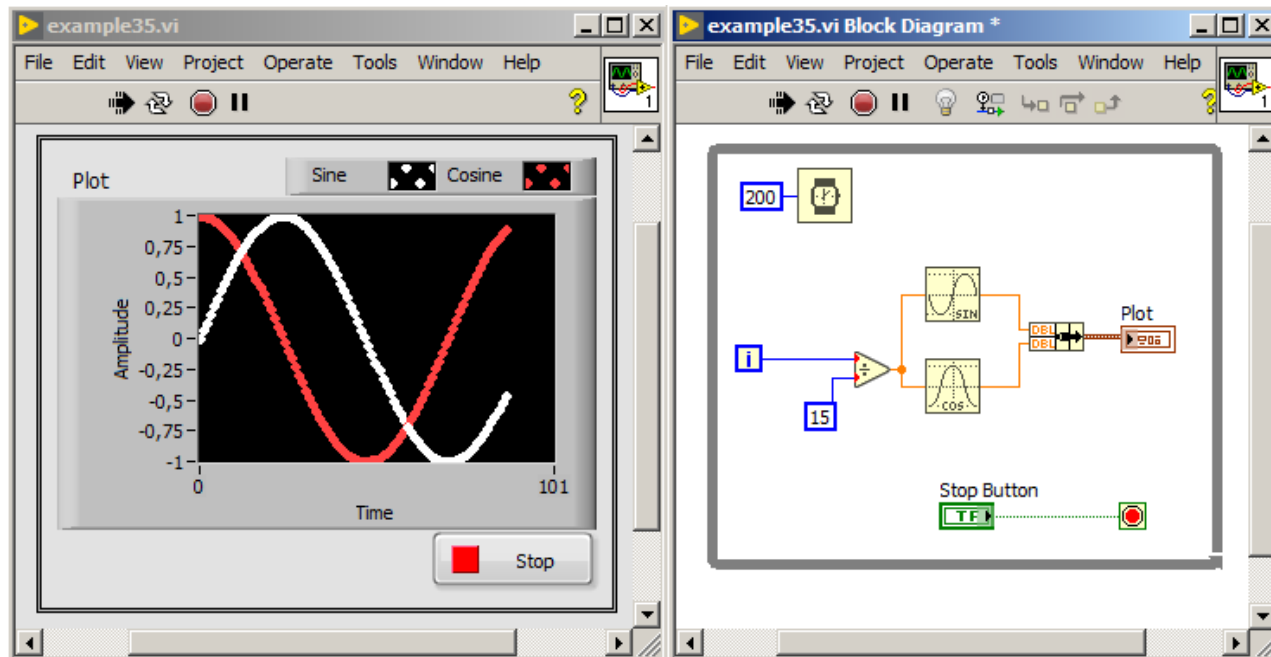 example35.vi
File Edit View Project Operate Tools Window Help
?
1
Plot
Sine Cosine
1
0,75
0,5
0,25
0
-0,25
-0,5
-0,75
-1
Amplitude
0 101
Time
Stop
example35.vi Block Diagram *
File Edit View Project Operate Tools Window Help
?
1
200
SIN
DBL
DBL
Plot
i
÷
COS
15
Stop Button
TF